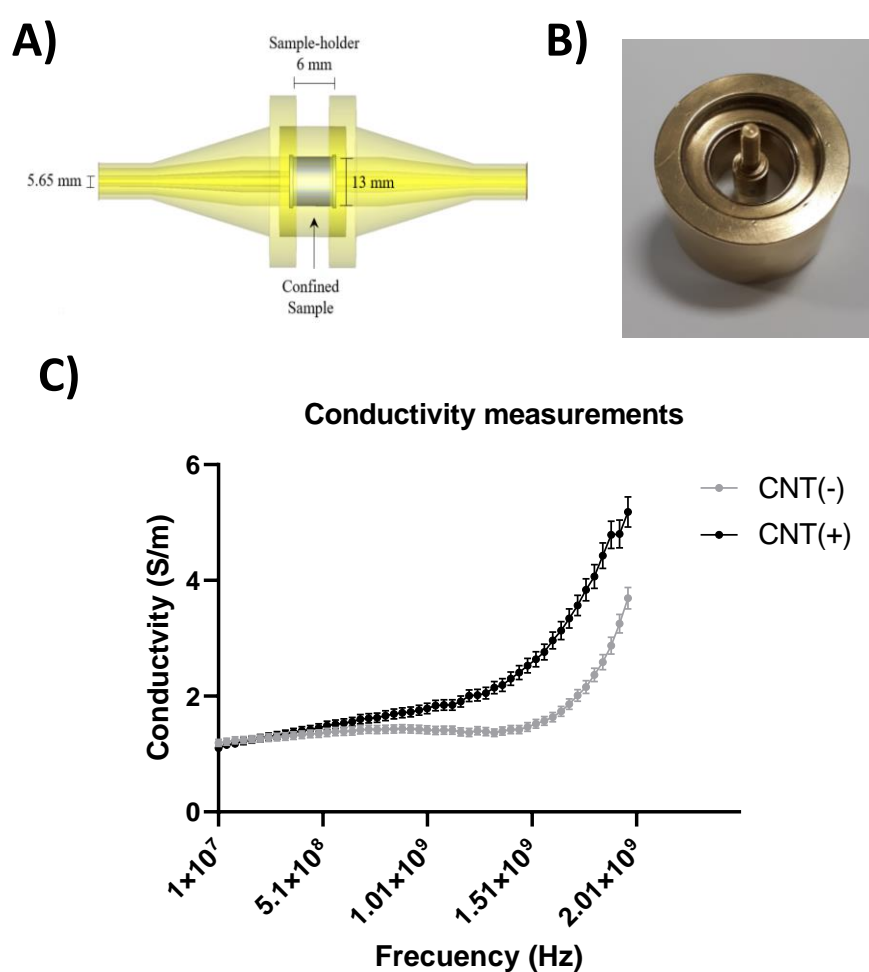 A)
Sample-holder
6 mm
5.65 mm
13 mm
Confined
Sample
B)
C)
Conductivity measurements
Conductvity (S/m)
6
4
2
0
1×10⁷
5.1×10⁸
1.01×10⁹
1.51×10⁹
2.01×10⁹
Frecuency (Hz)
CNT(-)
CNT(+)